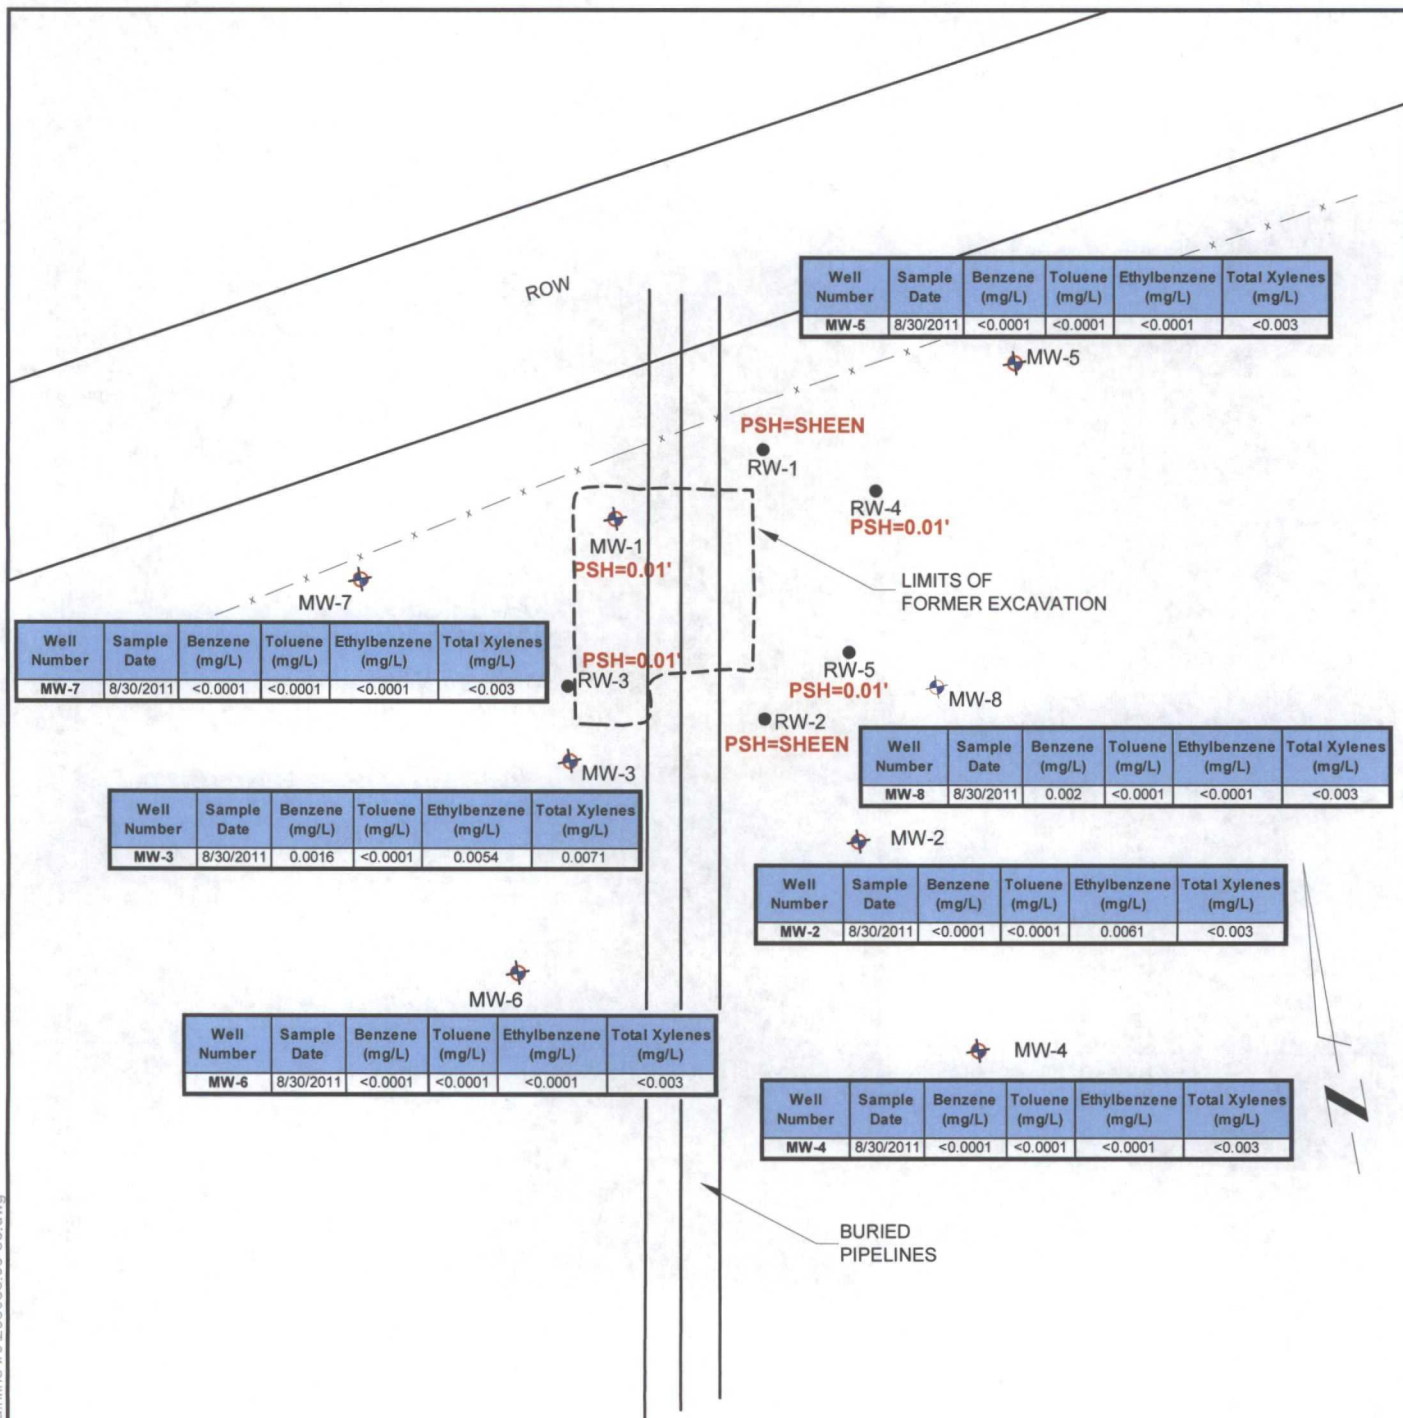 ROW
Well Number Sample Date Benzene (mg/L) Toluene (mg/L) Ethylbenzene (mg/L) Total Xylenes (mg/L)
MW-5 8/30/2011 <0.0001 <0.0001 <0.0001 <0.003
MW-5
PSH=SHEEN
RW-1
RW-4
PSH=0.01'
MW-1
PSH=0.01'
LIMITS OF
FORMER EXCAVATION
MW-7
Well Number Sample Date Benzene (mg/L) Toluene (mg/L) Ethylbenzene (mg/L) Total Xylenes (mg/L)
MW-7 8/30/2011 <0.0001 <0.0001 <0.0001 <0.003
PSH=0.01'
RW-3
RW-5
PSH=0.01'
MW-8
RW-2
PSH=SHEEN
Well Number Sample Date Benzene (mg/L) Toluene (mg/L) Ethylbenzene (mg/L) Total Xylenes (mg/L)
MW-8 8/30/2011 0.002 <0.0001 <0.0001 <0.003
MW-3
Well Number Sample Date Benzene (mg/L) Toluene (mg/L) Ethylbenzene (mg/L) Total Xylenes (mg/L)
MW-3 8/30/2011 0.0016 <0.0001 0.0054 0.0071
MW-2
Well Number Sample Date Benzene (mg/L) Toluene (mg/L) Ethylbenzene (mg/L) Total Xylenes (mg/L)
MW-2 8/30/2011 <0.0001 <0.0001 0.0061 <0.003
MW-6
Well Number Sample Date Benzene (mg/L) Toluene (mg/L) Ethylbenzene (mg/L) Total Xylenes (mg/L)
MW-6 8/30/2011 <0.0001 <0.0001 <0.0001 <0.003
MW-4
Well Number Sample Date Benzene (mg/L) Toluene (mg/L) Ethylbenzene (mg/L) Total Xylenes (mg/L)
MW-4 8/30/2011 <0.0001 <0.0001 <0.0001 <0.003
Z
BURIED
PIPELINES